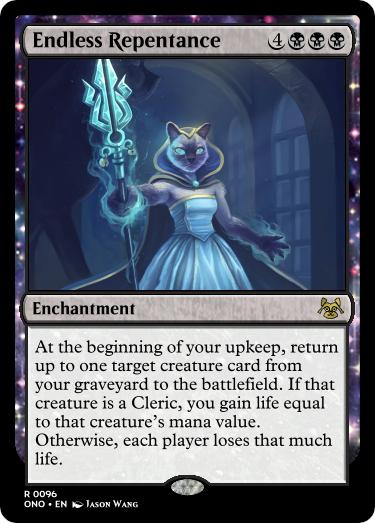 Endless Repentance 4
Enchantment
At the beginning of your upkeep, return
up to one target creature card from
your graveyard to the battlefield. If that
creature is a Cleric, you gain life equal
to that creature's mana value.
Otherwise, each player loses that much
life.
R 0096
ONO • EN Jason Wang